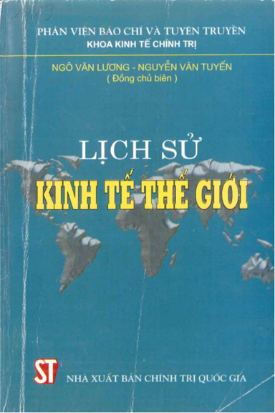 PHÂN VIỆN BÁO CHÍ VÀ TUYÊN TRUYỀN
KHOA KINH TẾ CHÍNH TRỊ
NGÔ VĂN LƯƠNG - NGUYỄN VĂN TUYẾN
( Đồng chủ biên )
LỊCH SỬ
KINH TẾ THẾ GIỚI
ST NHÀ XUẤT BẢN CHÍNH TRỊ QUỐC GIA